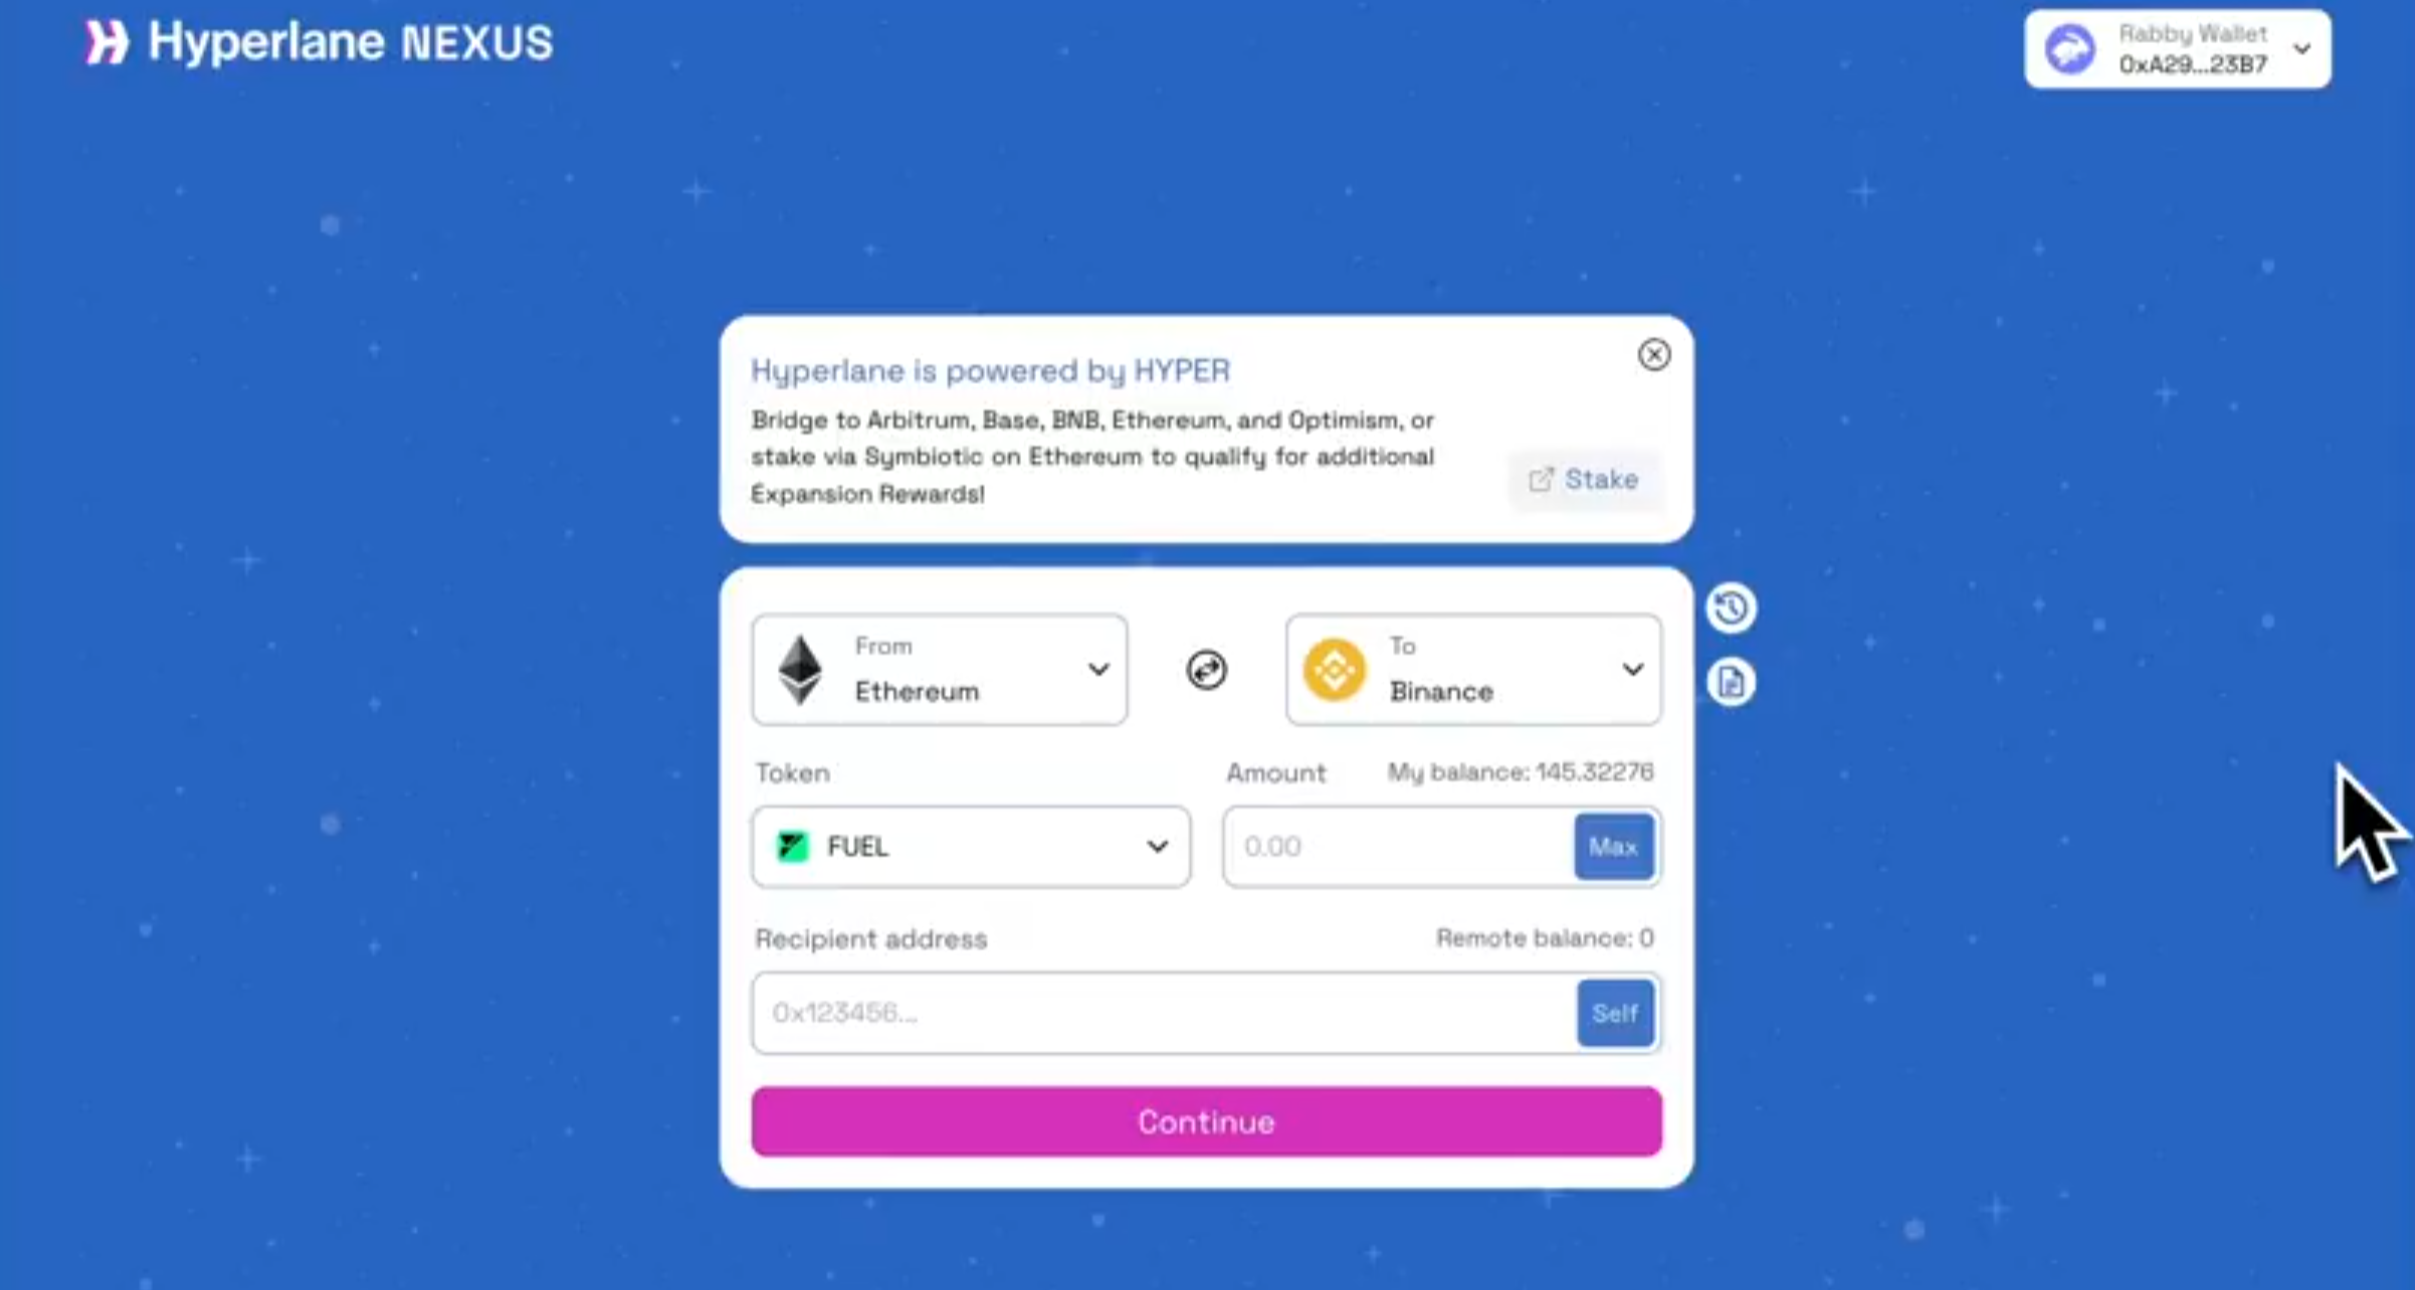 Hyperlane NEXUS
Rabby Wallet
0xA29...23B7
Hyperlane is powered by HYPER
Bridge to Arbitrum, Base, BNB, Ethereum, and Optimism, or
stake via Symbiotic on Ethereum to qualify for additional
Expansion Rewards!
Stake
From
Ethereum
To
Binance
Token
Amount
My balance: 145.32276
FUEL
0.00
Max
Recipient address
Remote balance: 0
0x123456...
Self
Continue